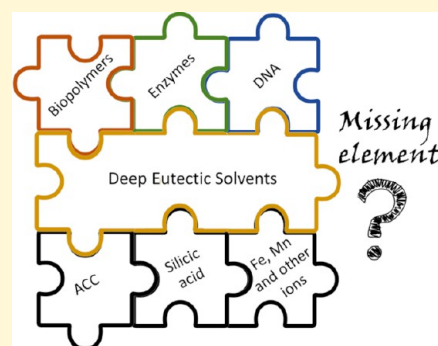 Biopolymers
Enzymes
DNA
Missing
element
?
Deep Eutectic Solvents
ACC
Silicic
acid
Fe, Mn
and other
ions